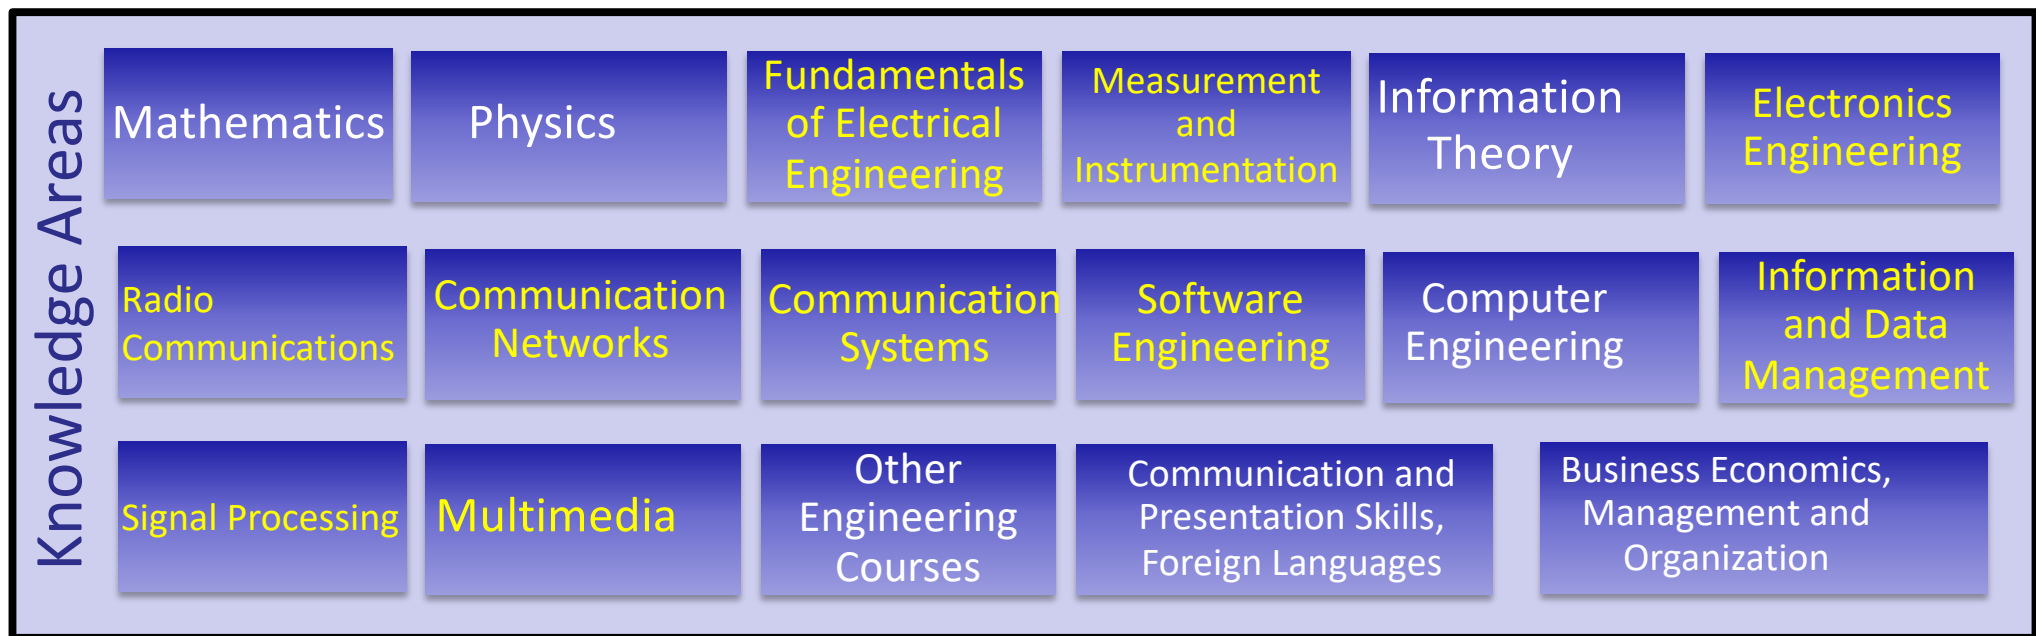 Knowledge Areas
Mathematics
Physics
Fundamentals
of Electrical
Engineering
Measurement
and
Instrumentation
Information
Theory
Electronics
Engineering
Radio
Communications
Communication
Networks
Communication
Systems
Software
Engineering
Computer
Engineering
Information
and Data
Management
Signal Processing
Multimedia
Other
Engineering
Courses
Communication and
Presentation Skills,
Foreign Languages
Business Economics,
Management and
Organization